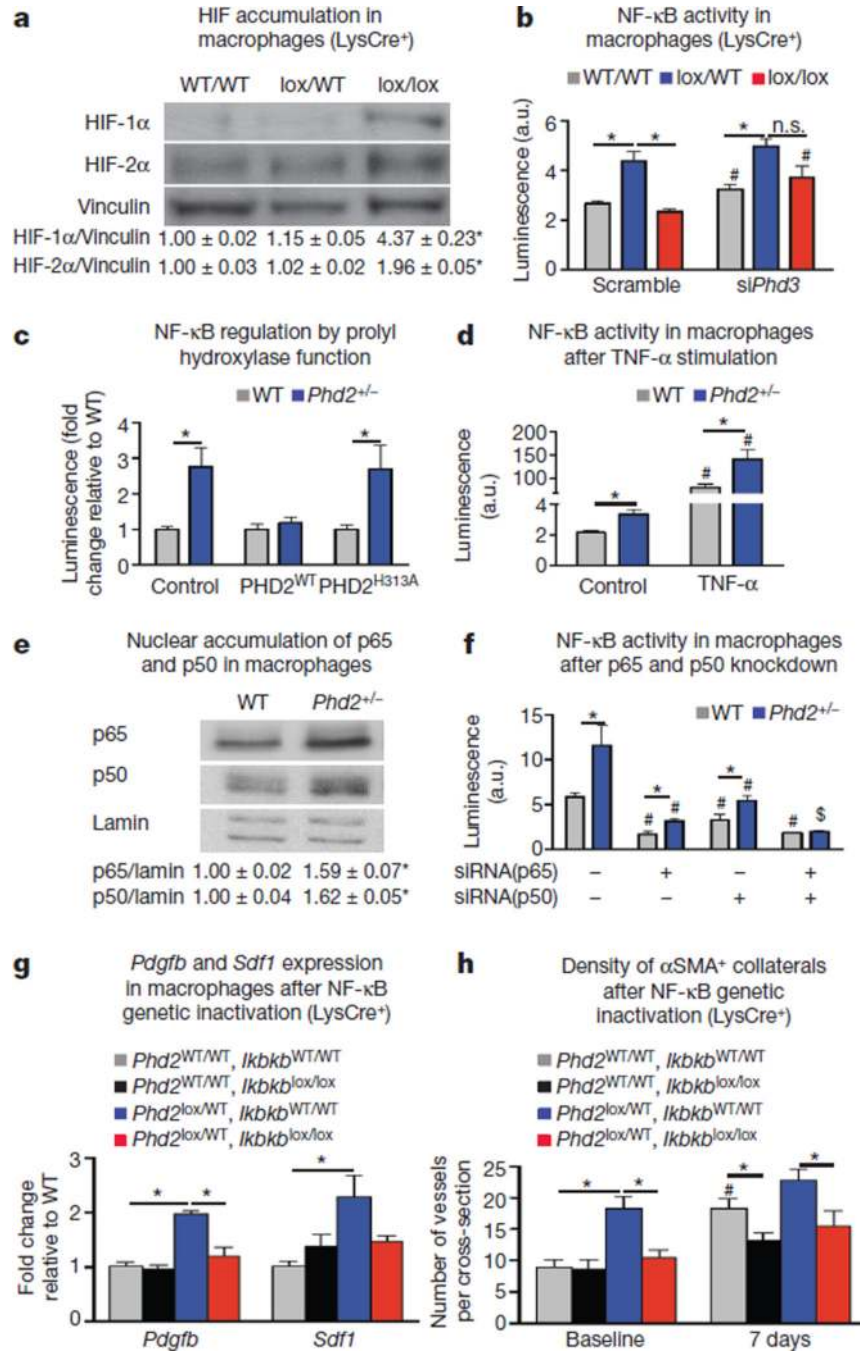 a
HIF accumulation in
macrophages (LysCre⁺)
WT/WT lox/WT lox/lox
HIF-1α
HIF-2α
Vinculin
HIF-1α/Vinculin 1.00 ± 0.02 1.15 ± 0.05 4.37 ± 0.23*
HIF-2α/Vinculin 1.00 ± 0.03 1.02 ± 0.02 1.96 ± 0.05*
b
NF-κB activity in
macrophages (LysCre⁺)
WT/WT lox/WT lox/lox
Luminescence (a.u.)
6
4
2
0
* * * n.s.
# #
Scramble siPhd3
c
NF-κB regulation by prolyl
hydroxylase function
WT Phd2⁺/⁻
Luminescence (fold
change relative to WT)
4
3
2
1
0
* *
Control PHD2ᵂᵀ PHD2ᴴ³¹³ᴬ
d
NF-κB activity in macrophages
after TNF-α stimulation
WT Phd2⁺/⁻
Luminescence
(a.u.)
200
150
100
50
4
2
0
* *
# #
Control TNF-α
e
Nuclear accumulation of p65
and p50 in macrophages
WT Phd2⁺/⁻
p65
p50
Lamin
p65/lamin 1.00 ± 0.02 1.59 ± 0.07*
p50/lamin 1.00 ± 0.04 1.62 ± 0.05*
f
NF-κB activity in macrophages
after p65 and p50 knockdown
WT Phd2⁺/⁻
Luminescence
(a.u.)
15
10
5
0
* * *
# # # # # $
siRNA(p65) – + – +
siRNA(p50) – – + +
g
Pdgfb and Sdf1 expression
in macrophages after NF-κB
genetic inactivation (LysCre⁺)
Phd2ᵂᵀ/ᵂᵀ, Ikbkbᵂᵀ/ᵂᵀ
Phd2ᵂᵀ/ᵂᵀ, Ikbkbˡᵒˣ/ˡᵒˣ
Phd2ˡᵒˣ/ᵂᵀ, Ikbkbᵂᵀ/ᵂᵀ
Phd2ˡᵒˣ/ᵂᵀ, Ikbkbˡᵒˣ/ˡᵒˣ
Fold change
relative to WT
3
2
1
0
* * *
Pdgfb Sdf1
h
Density of αSMA⁺ collaterals
after NF-κB genetic
inactivation (LysCre⁺)
Phd2ᵂᵀ/ᵂᵀ, Ikbkbᵂᵀ/ᵂᵀ
Phd2ᵂᵀ/ᵂᵀ, Ikbkbˡᵒˣ/ˡᵒˣ
Phd2ˡᵒˣ/ᵂᵀ, Ikbkbᵂᵀ/ᵂᵀ
Phd2ˡᵒˣ/ᵂᵀ, Ikbkbˡᵒˣ/ˡᵒˣ
Number of vessels
per cross-section
25
20
15
10
5
0
* * # * *
Baseline 7 days